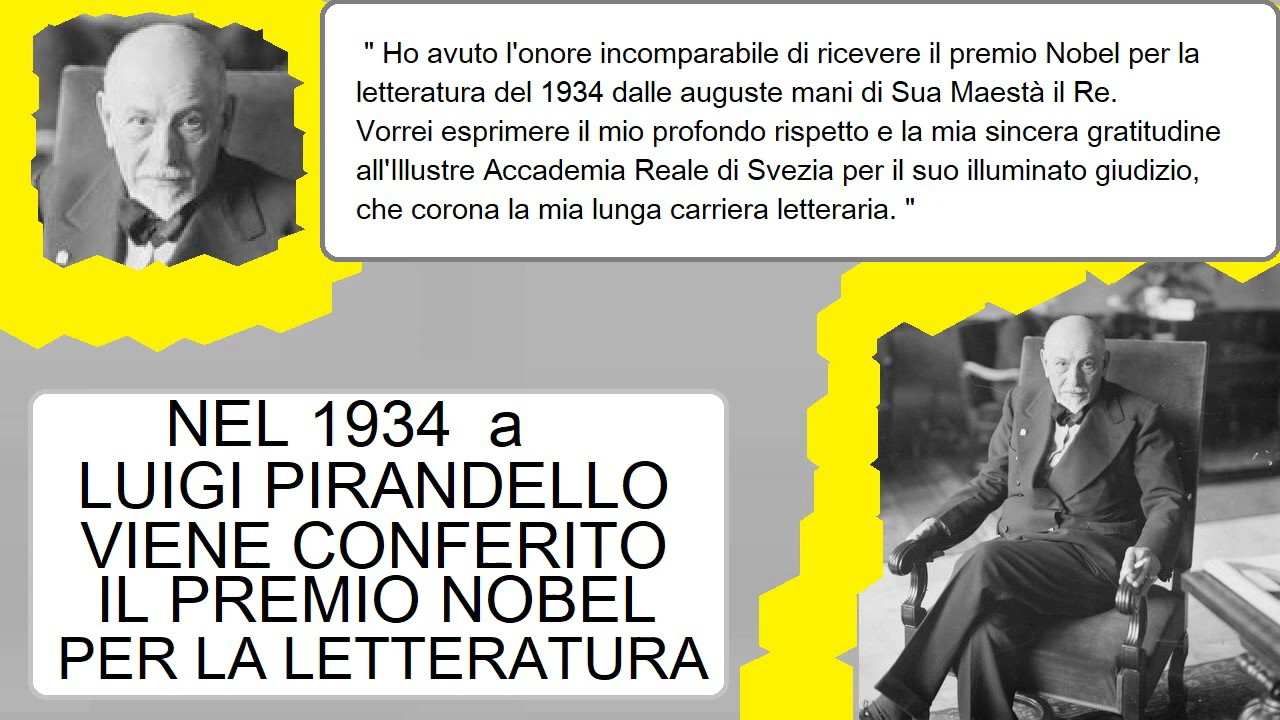 " Ho avuto l'onore incomparabile di ricevere il premio Nobel per la
letteratura del 1934 dalle auguste mani di Sua Maestà il Re.
Vorrei esprimere il mio profondo rispetto e la mia sincera gratitudine
all'Illustre Accademia Reale di Svezia per il suo illuminato giudizio,
che corona la mia lunga carriera letteraria. "
NEL 1934 a
LUIGI PIRANDELLO
VIENE CONFERITO
IL PREMIO NOBEL
PER LA LETTERATURA